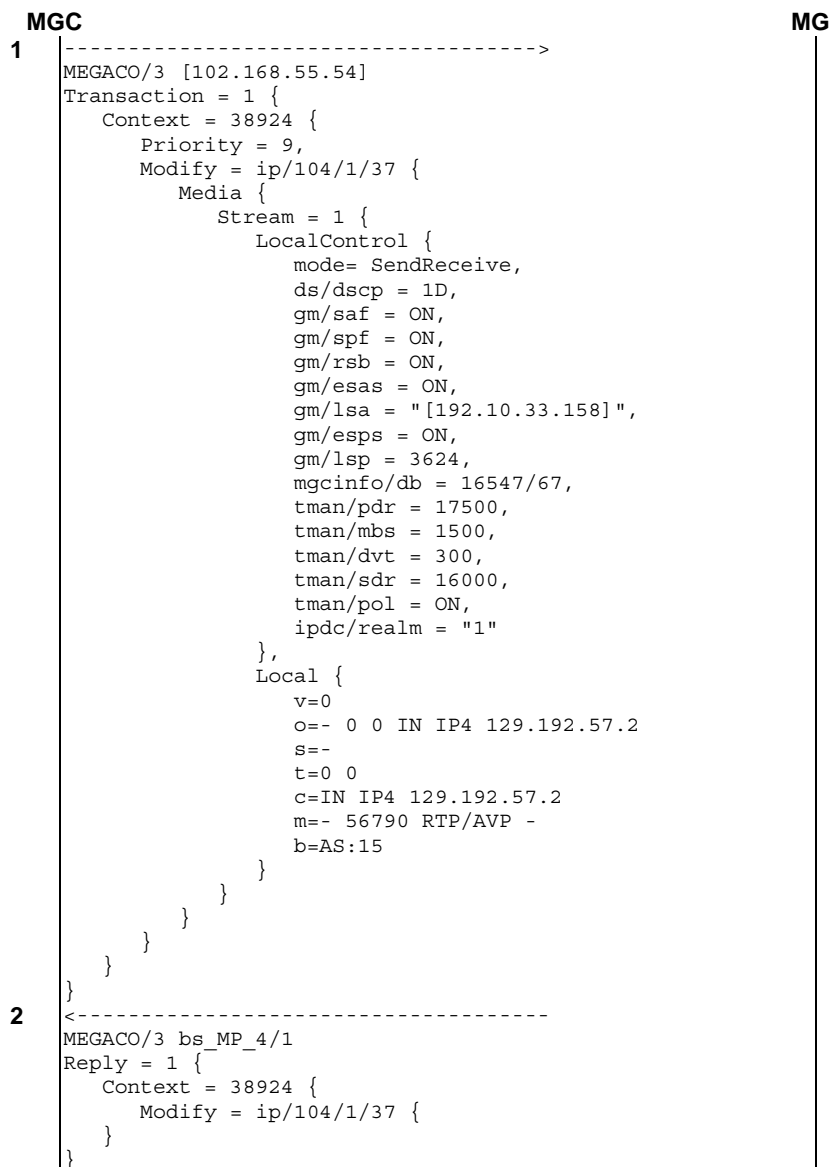 MGC MG
1 ------------------------------------->
MEGACO/3 [102.168.55.54]
Transaction = 1 {
   Context = 38924 {
      Priority = 9,
      Modify = ip/104/1/37 {
         Media {
            Stream = 1 {
               LocalControl {
                  mode= SendReceive,
                  ds/dscp = 1D,
                  gm/saf = ON,
                  gm/spf = ON,
                  gm/rsb = ON,
                  gm/esas = ON,
                  gm/lsa = "[192.10.33.158]",
                  gm/esps = ON,
                  gm/lsp = 3624,
                  mgcinfo/db = 16547/67,
                  tman/pdr = 17500,
                  tman/mbs = 1500,
                  tman/dvt = 300,
                  tman/sdr = 16000,
                  tman/pol = ON,
                  ipdc/realm = "1"
               },
               Local {
                  v=0
                  o=- 0 0 IN IP4 129.192.57.2
                  s=-
                  t=0 0
                  c=IN IP4 129.192.57.2
                  m=- 56790 RTP/AVP -
                  b=AS:15
               }
            }
         }
      }
   }
}
2 <-------------------------------------
MEGACO/3 bs_MP_4/1
Reply = 1 {
   Context = 38924 {
      Modify = ip/104/1/37 {
   }
}